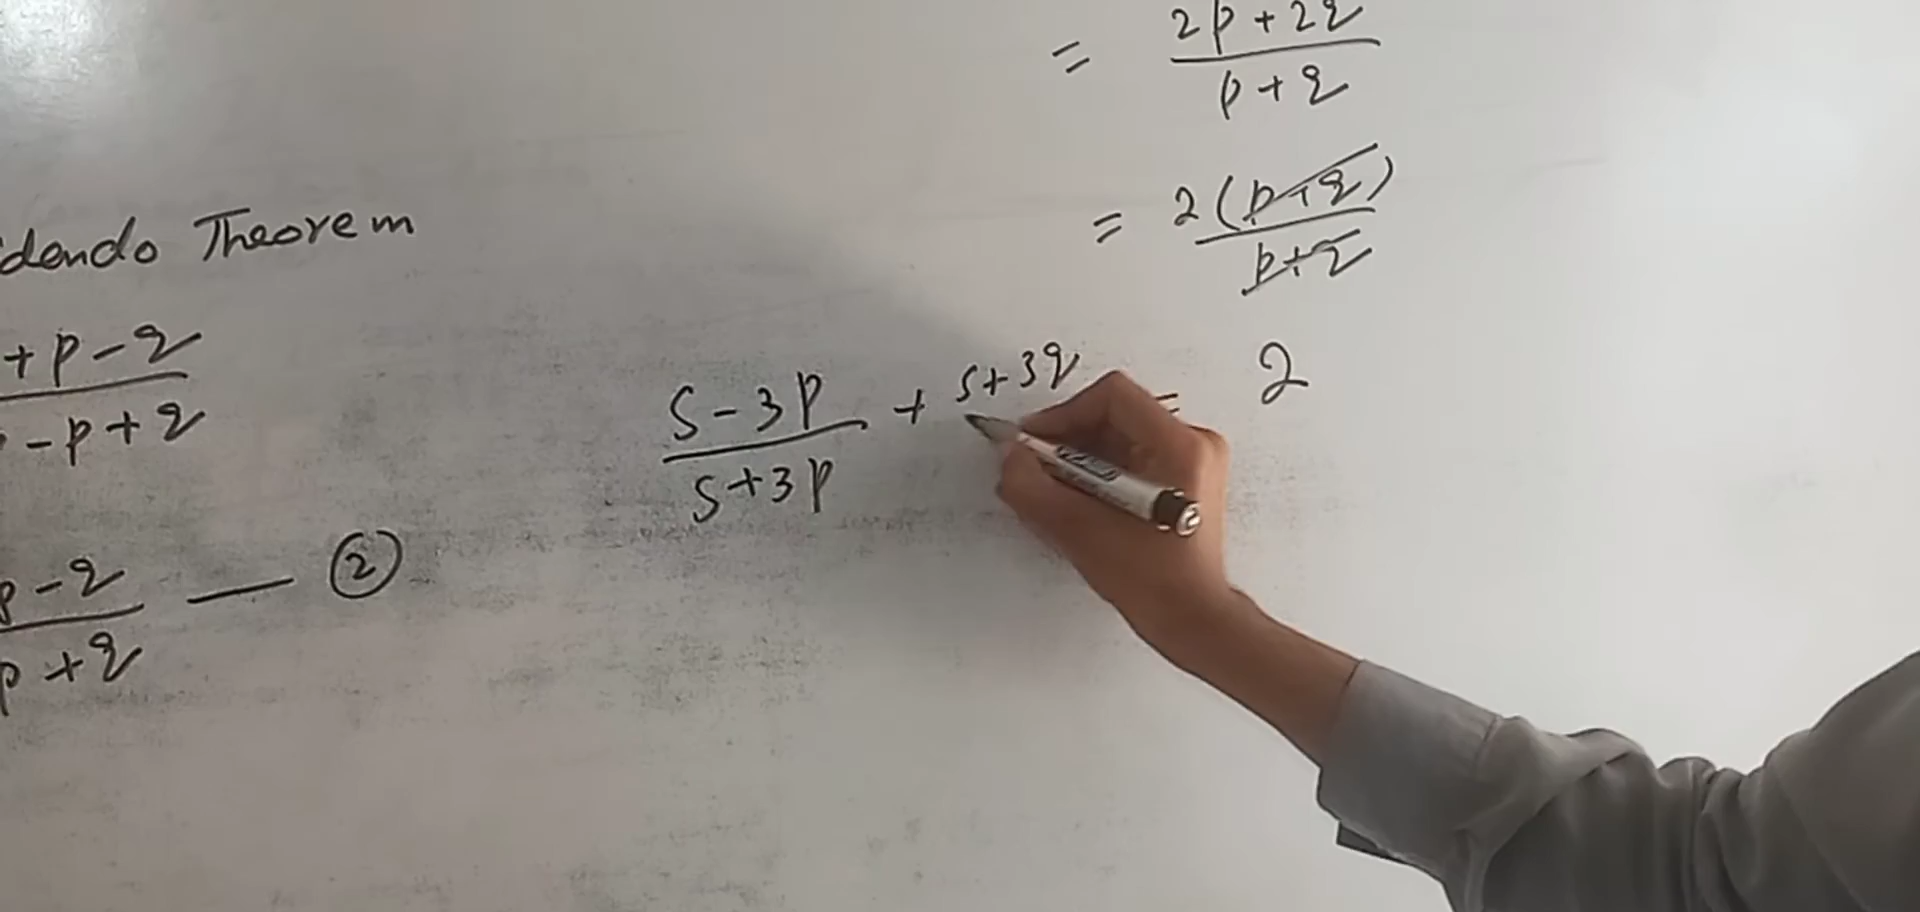 = 2p+2q
p+q
= 2(p+q)
p+q
dendo Theorem
+p-q
-p+q
S-3P + S+3q = 2
S+3P
p-q — ②
p+q